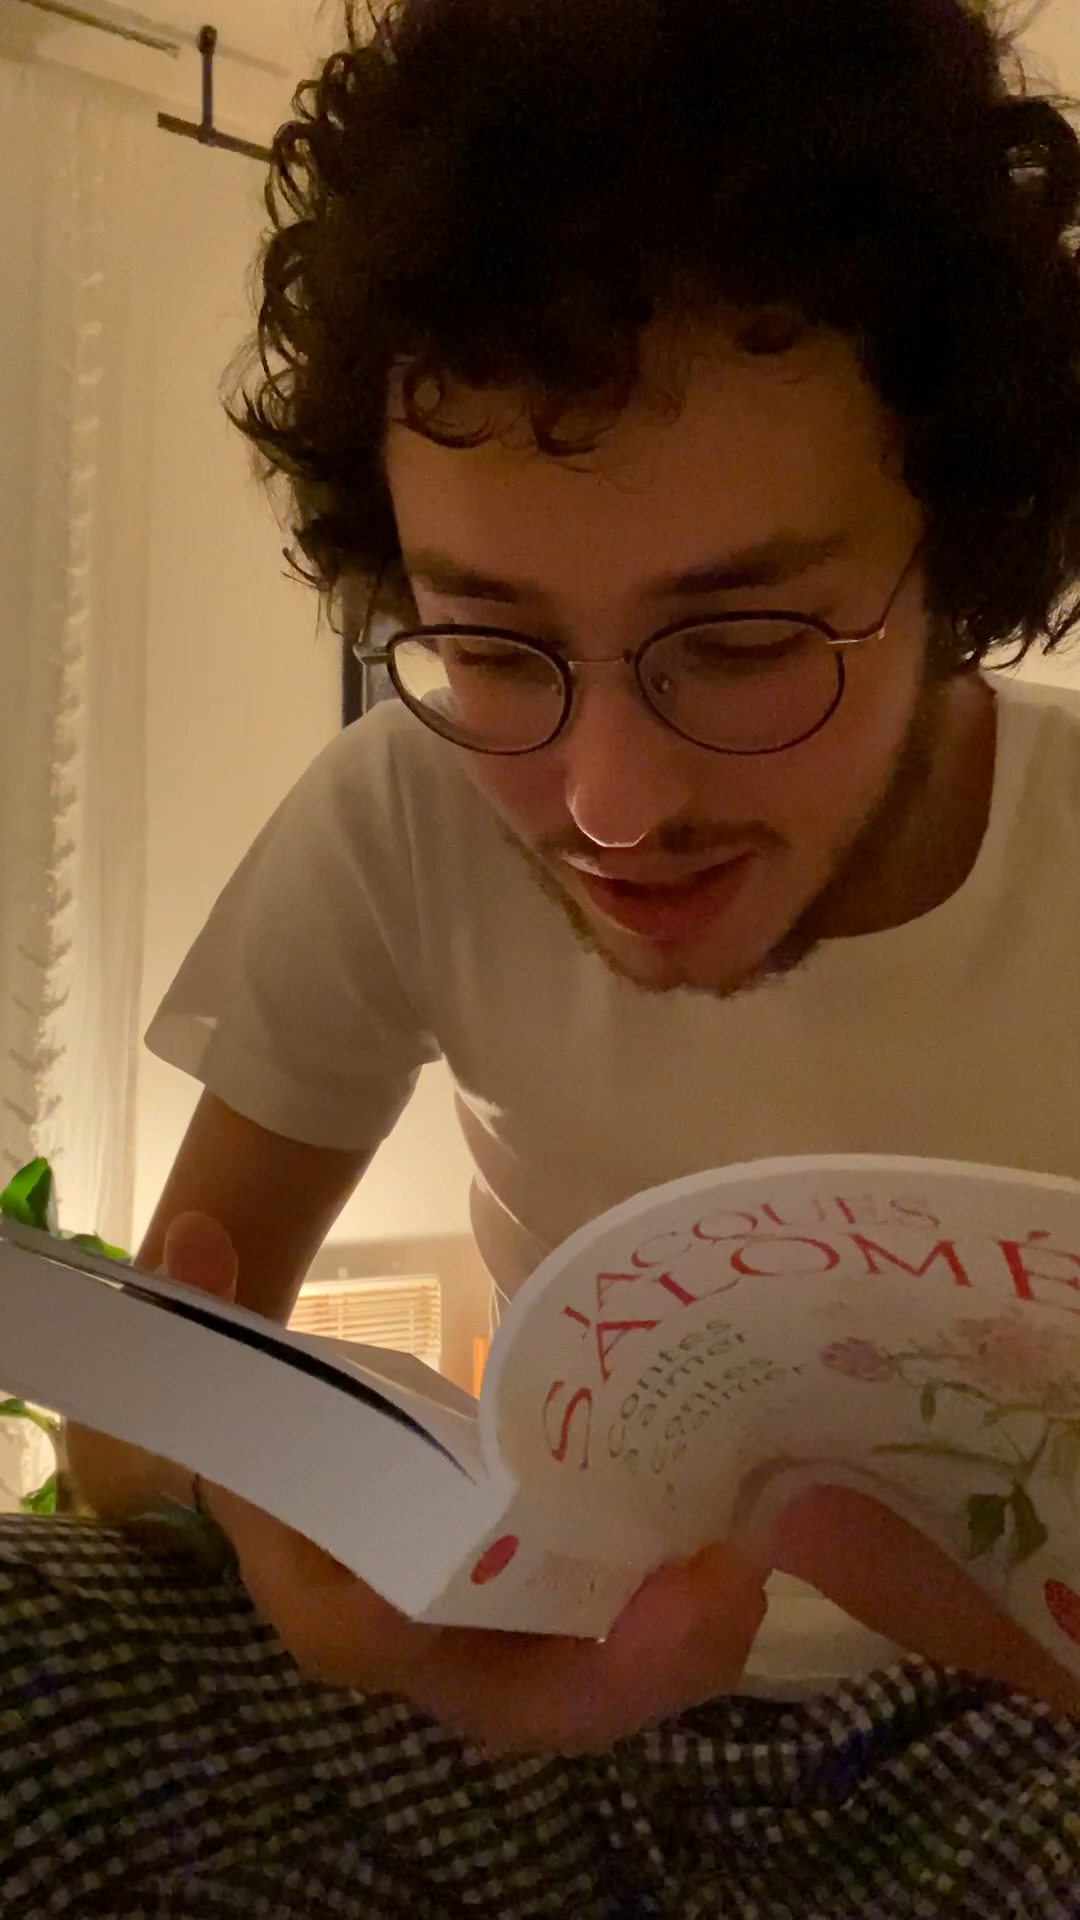 JACQUES
SALOMÉ
Contes
à aimer
Contes
à s'aimer